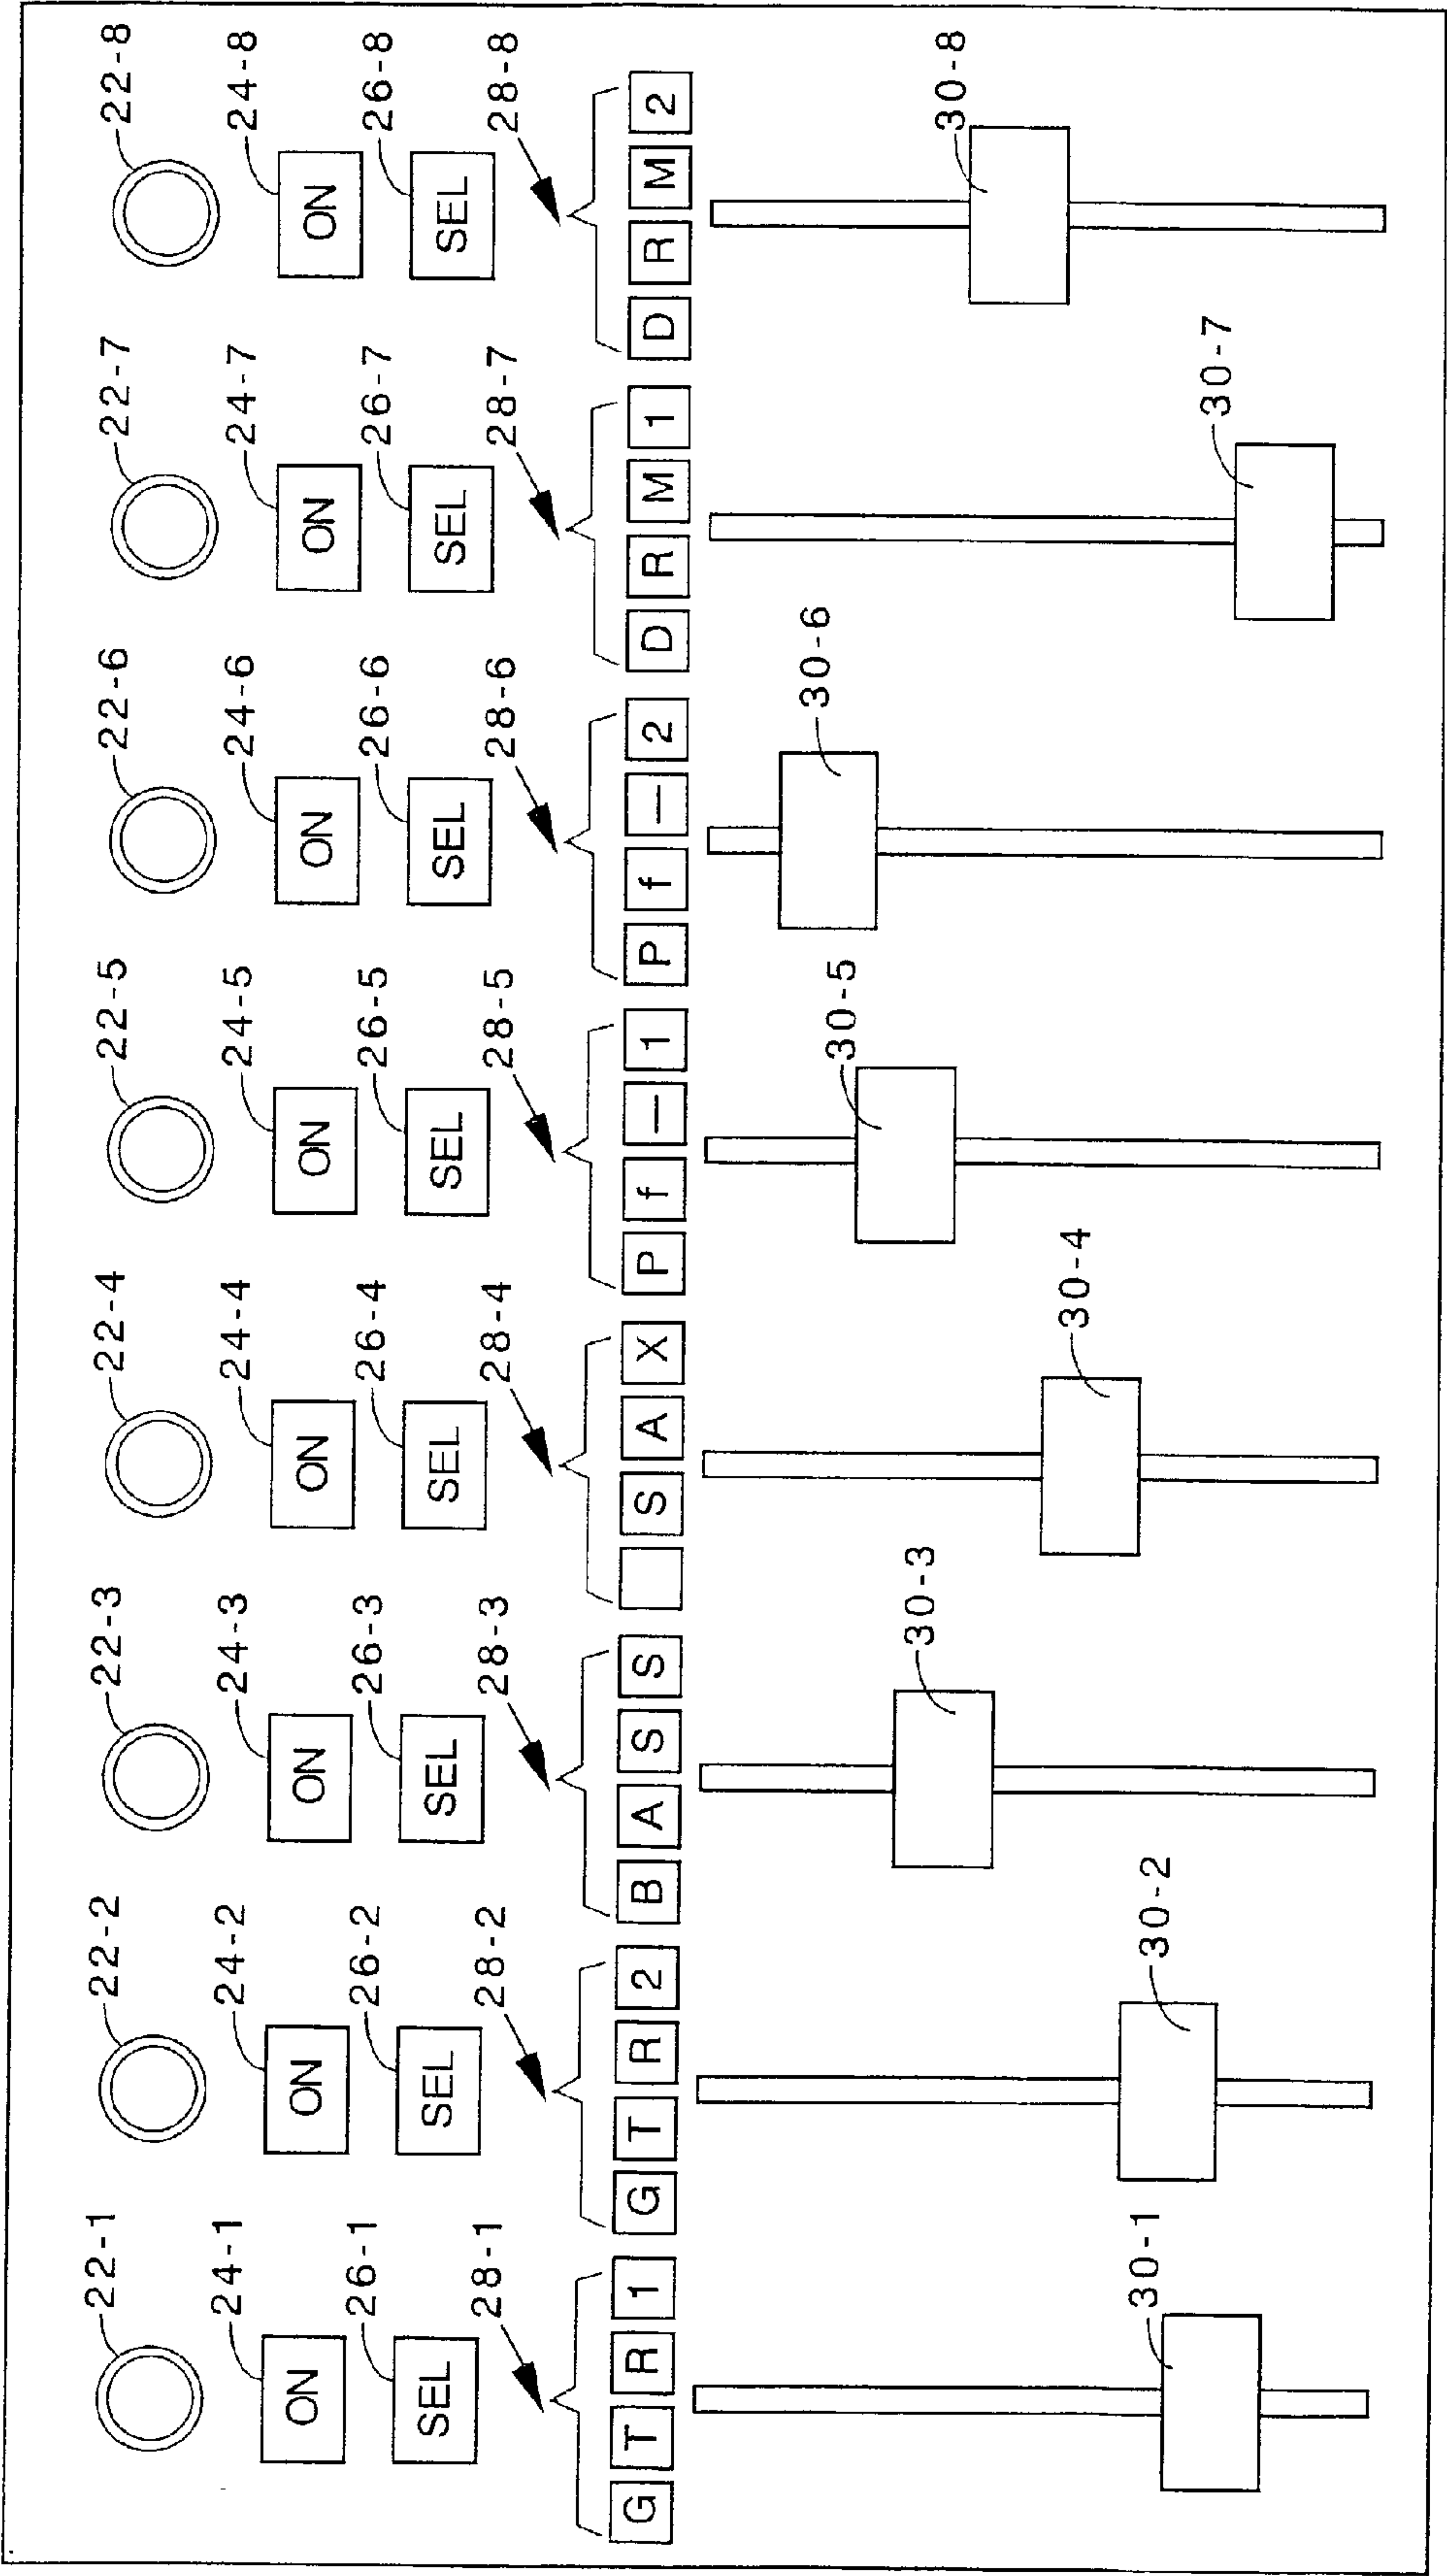 22-1 22-2 22-3 22-4 22-5 22-6 22-7 22-8
24-1 24-2 24-3 24-4 24-5 24-6 24-7 24-8
ON ON ON ON ON ON ON ON
26-1 26-2 26-3 26-4 26-5 26-6 26-7 26-8
SEL SEL SEL SEL SEL SEL SEL SEL
28-1 28-2 28-3 28-4 28-5 28-6 28-7 28-8
G T R 1 G T R 2 B A S S S A X P f - 1 P f - 2 D R M 1 D R M 2
30-1 30-2 30-3 30-4 30-5 30-6 30-7 30-8